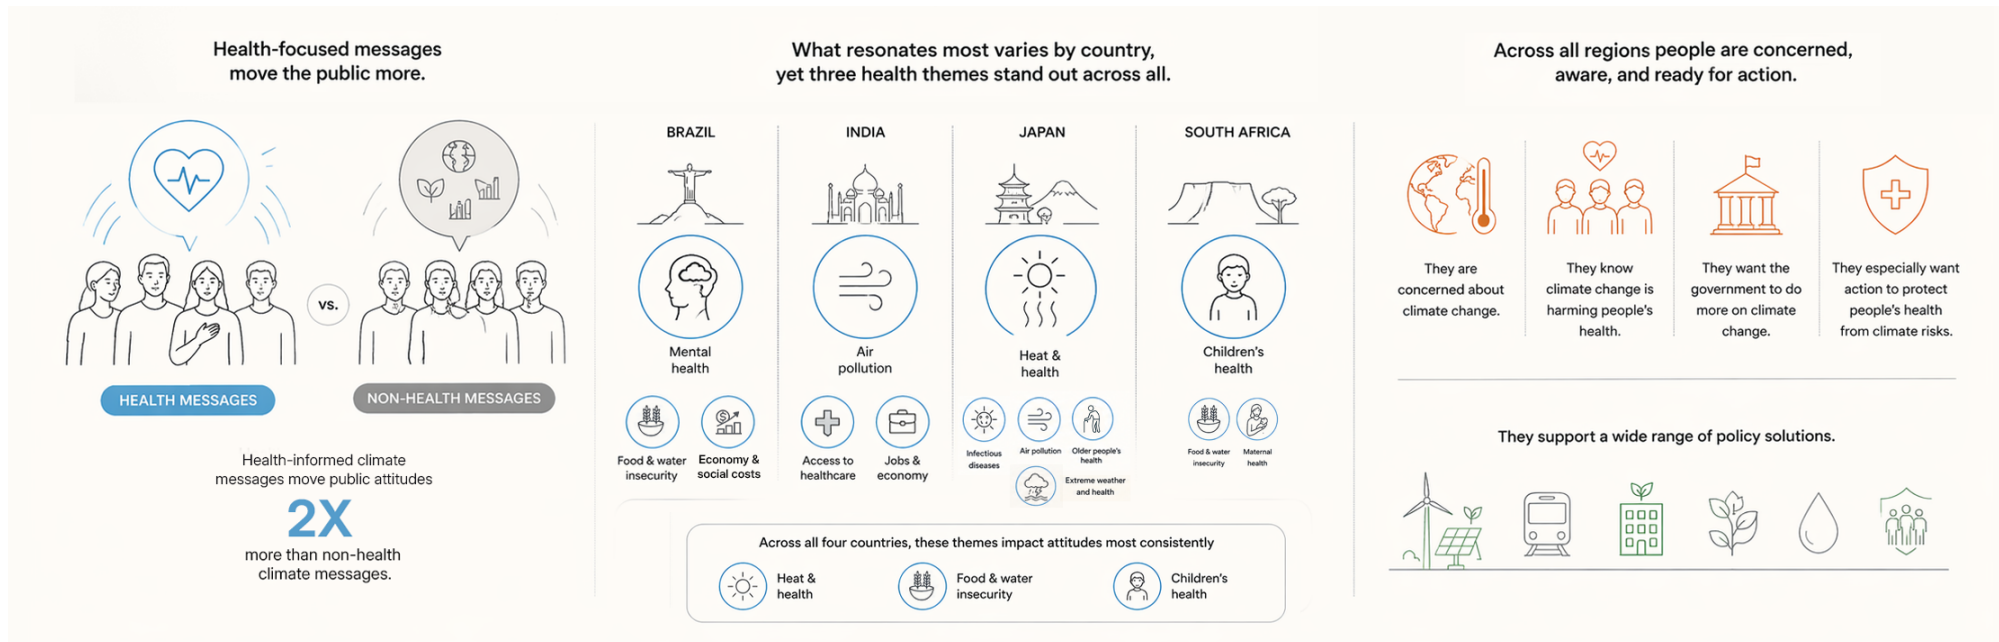 Health-focused messages
move the public more.
VS.
HEALTH MESSAGES
NON-HEALTH MESSAGES
Health-informed climate
messages move public attitudes
2X
more than non-health
climate messages.
What resonates most varies by country,
yet three health themes stand out across all.
BRAZIL
Mental
health
Food & water
insecurity
Economy &
social costs
INDIA
Air
pollution
Access to
healthcare
Jobs &
economy
JAPAN
Heat &
health
Infectious
diseases
Air pollution
Older people's
health
Extreme weather
and health
SOUTH AFRICA
Children's
health
Food & water
insecurity
Maternal
health
Across all four countries, these themes impact attitudes most consistently
Heat &
health
Food & water
insecurity
Children's
health
Across all regions people are concerned,
aware, and ready for action.
They are
concerned about
climate change.
They know
climate change is
harming people's
health.
They want the
government to do
more on climate
change.
They especially want
action to protect
people's health
from climate risks.
They support a wide range of policy solutions.